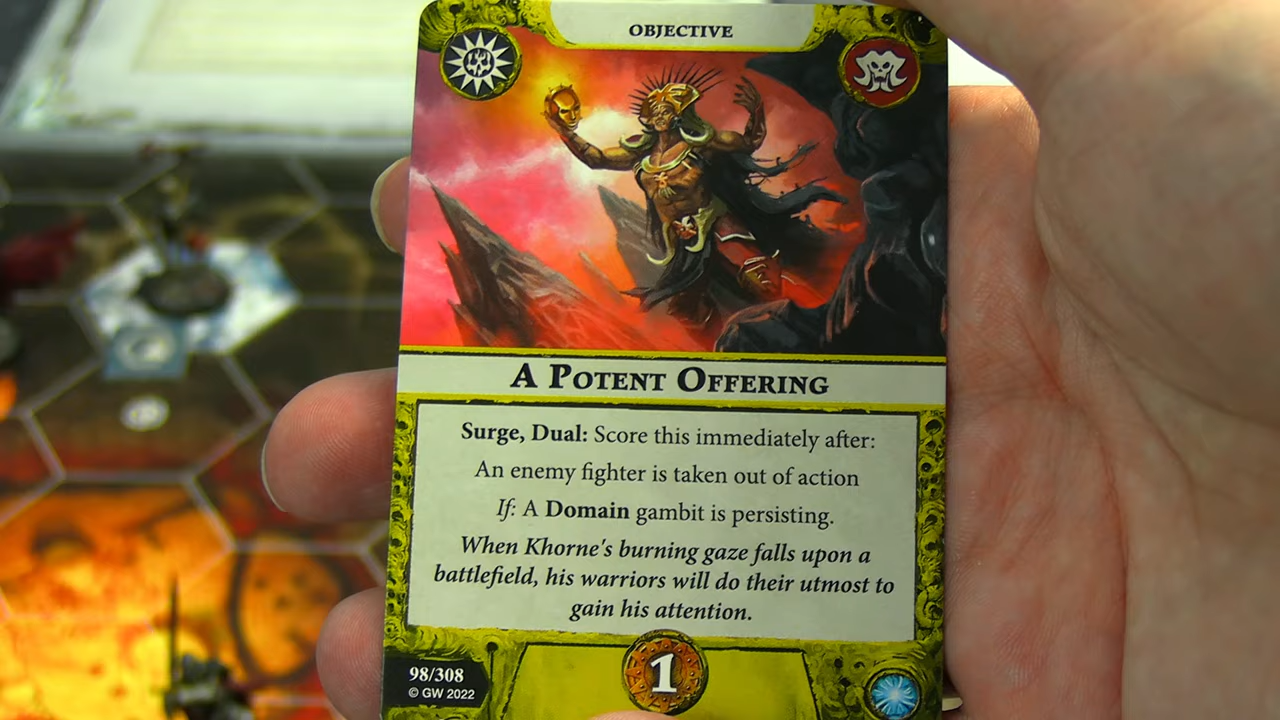 OBJECTIVE
A POTENT OFFERING
Surge, Dual: Score this immediately after:
An enemy fighter is taken out of action
If: A Domain gambit is persisting.
When Khorne's burning gaze falls upon a
battlefield, his warriors will do their utmost to
gain his attention.
1
98/308
© GW 2022